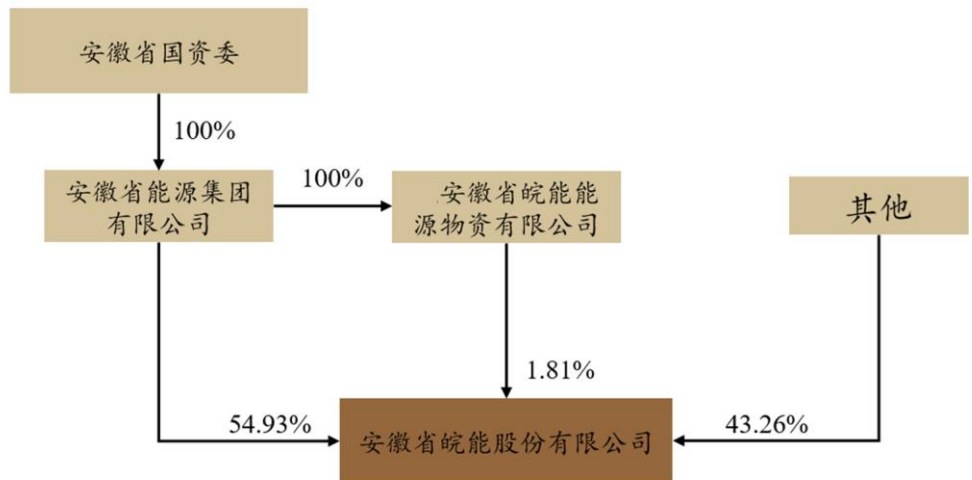 安徽省国资委
100%
安徽省能源集团
有限公司
100%
.安徽省皖能能
源物资有限公司
其他
1.81%
54.93%
安徽省皖能股份有限公司
43.26%